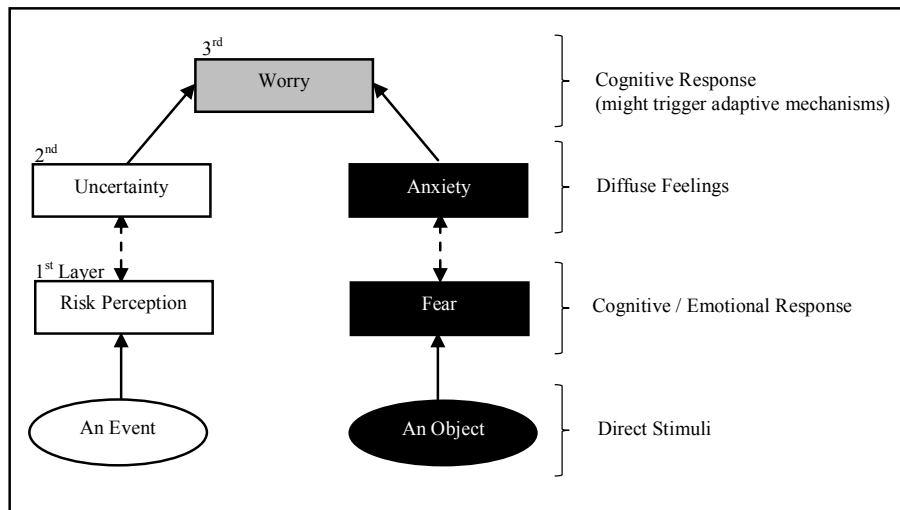 3rd
Worry
Cognitive Response
(might trigger adaptive mechanisms)
2nd
Uncertainty
Anxiety
Diffuse Feelings
1st Layer
Risk Perception
Fear
Cognitive / Emotional Response
An Event
An Object
Direct Stimuli